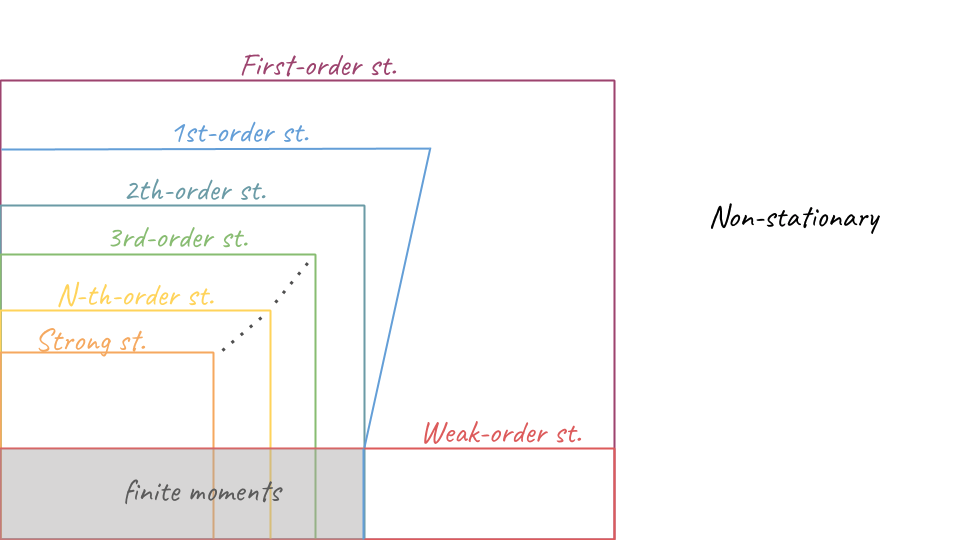 First-order st.
1st-order st.
2th-order st.
3rd-order st.
N-th-order st.
Strong st.
Non-stationary
Weak-order st.
finite moments